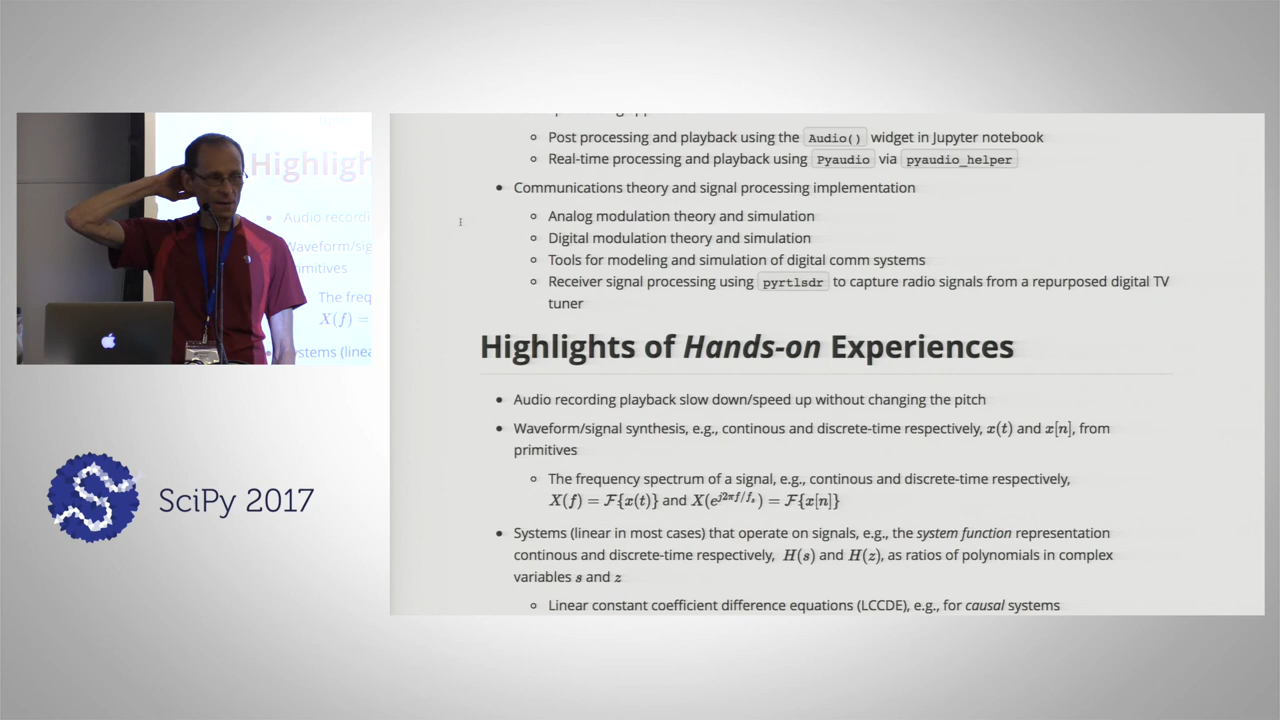 Post processing and playback using the Audio() widget in Jupyter notebook
Real-time processing and playback using Pyaudio via pyaudio_helper
Communications theory and signal processing implementation
Analog modulation theory and simulation
Digital modulation theory and simulation
Tools for modeling and simulation of digital comm systems
Receiver signal processing using pyrtlsdr to capture radio signals from a repurposed digital TV
tuner
Highlights of Hands-on Experiences
Audio recording playback slow down/speed up without changing the pitch
Waveform/signal synthesis, e.g., continous and discrete-time respectively, x(t) and x[n], from
primitives
The frequency spectrum of a signal, e.g., continous and discrete-time respectively,
X(f) = F{x(t)} and X(e^{j2πf/f_s}) = F{x[n]}
Systems (linear in most cases) that operate on signals, e.g., the system function representation
continous and discrete-time respectively, H(s) and H(z), as ratios of polynomials in complex
variables s and z
Linear constant coefficient difference equations (LCCDE), e.g., for causal systems
Highligh
Audio recordi
Waveform/sig
rimitives
The freq
X(f) =
ystems (linea
SciPy 2017